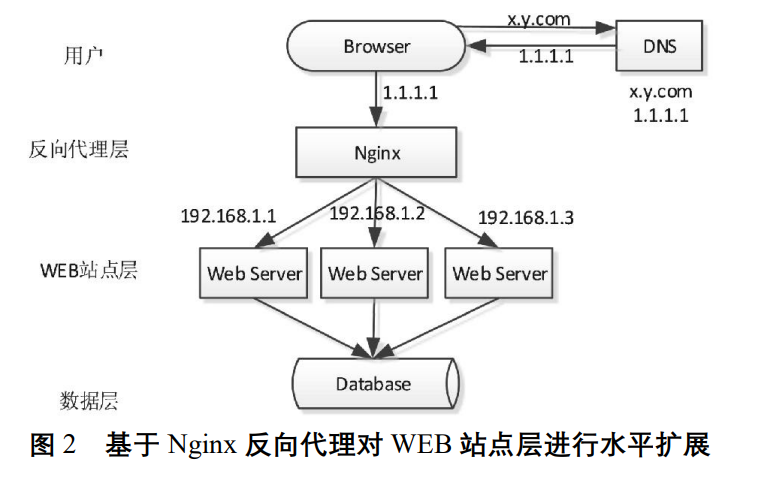 用户
Browser
x.y.com
1.1.1.1
DNS
x.y.com
1.1.1.1
1.1.1.1
反向代理层
Nginx
192.168.1.1
192.168.1.2
192.168.1.3
WEB站点层
Web Server
Web Server
Web Server
数据层
Database
图 2 基于 Nginx 反向代理对 WEB 站点层进行水平扩展